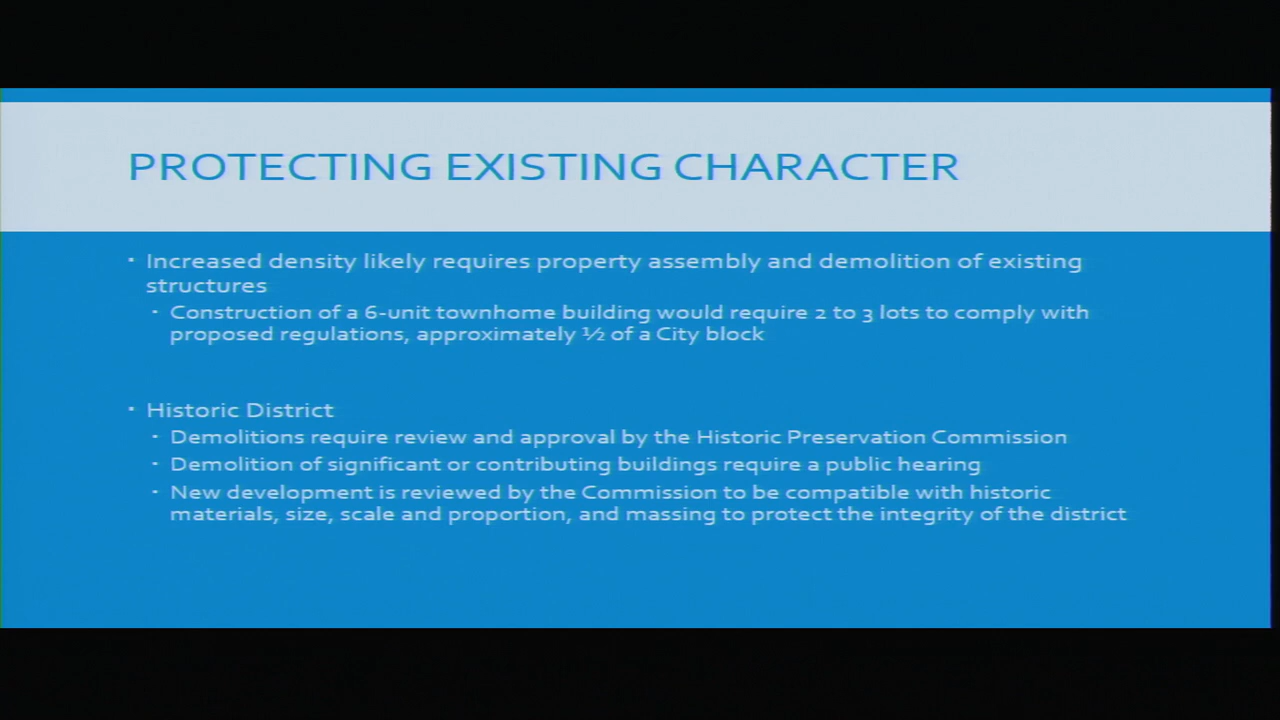 PROTECTING EXISTING CHARACTER
▪ Increased density likely requires property assembly and demolition of existing
structures
▪ Construction of a 6-unit townhome building would require 2 to 3 lots to comply with
proposed regulations, approximately ½ of a City block
▪ Historic District
▪ Demolitions require review and approval by the Historic Preservation Commission
▪ Demolition of significant or contributing buildings require a public hearing
▪ New development is reviewed by the Commission to be compatible with historic
materials, size, scale and proportion, and massing to protect the integrity of the district